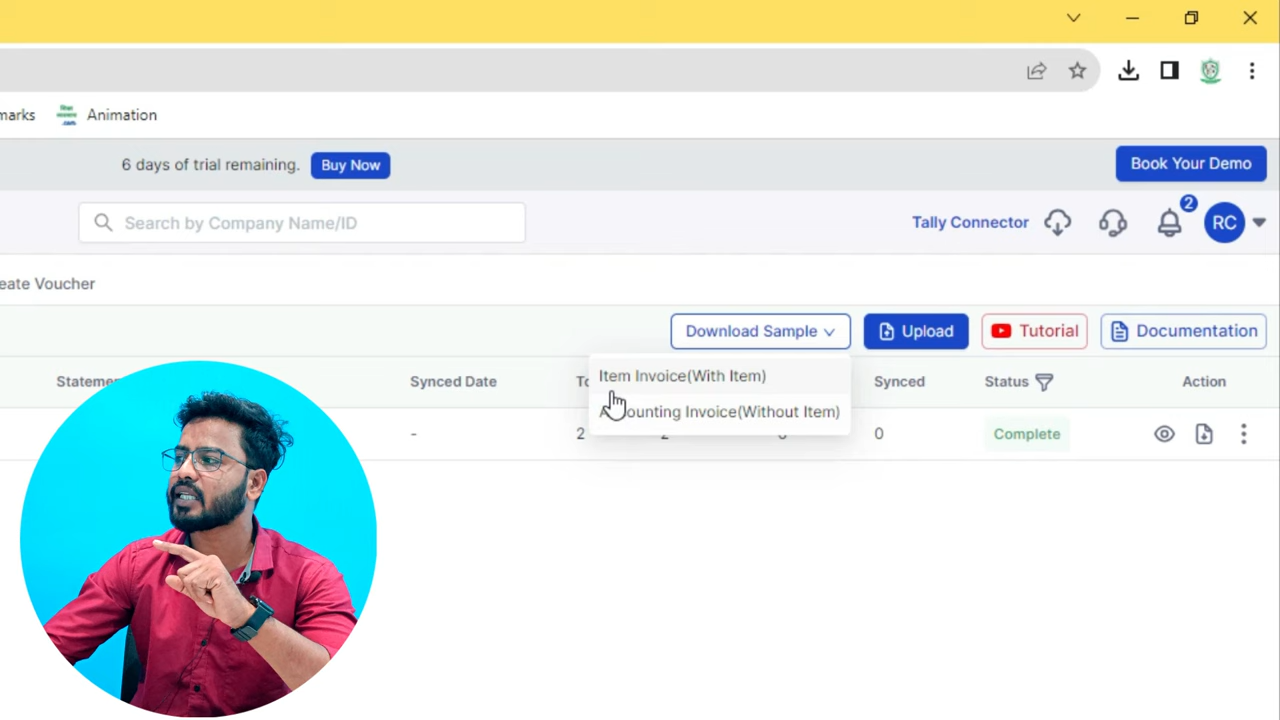 marks Animation
6 days of trial remaining. Buy Now Book Your Demo
Search by Company Name/ID Tally Connector 2 RC
eate Voucher
Download Sample Upload Tutorial Documentation
Synced Date Synced Status Action
Item Invoice(With Item)
Accounting Invoice(Without Item)
- 2 0 Complete